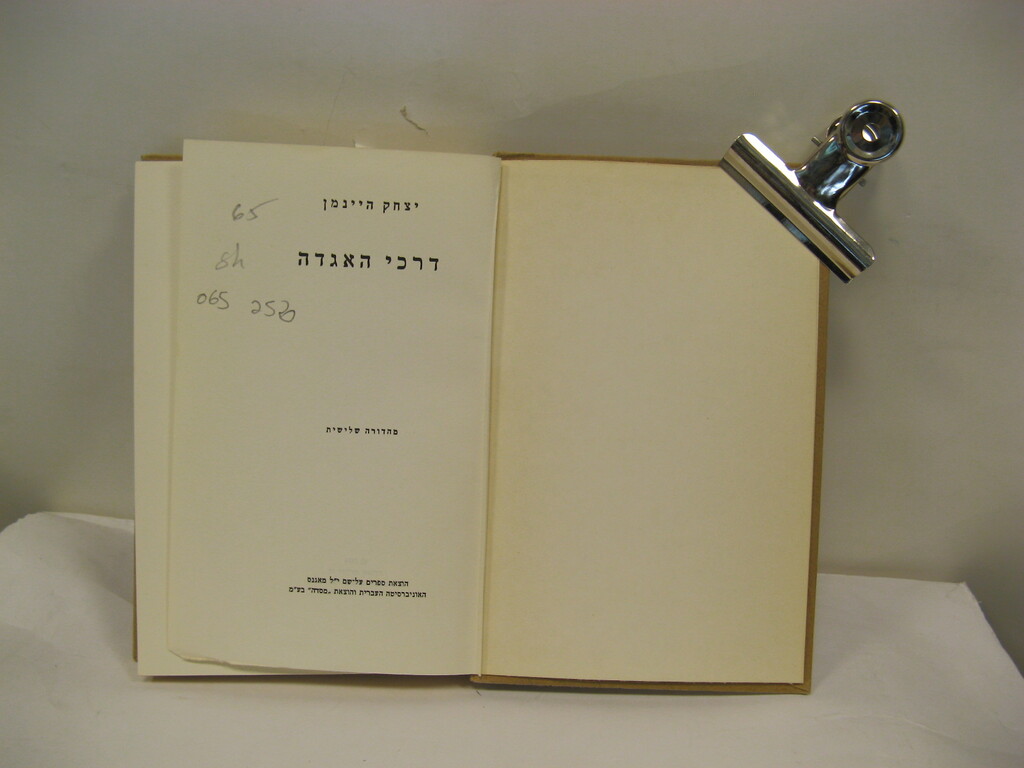 יצחק היינמן
דרכי האגדה
65
8h
065 2520
מהדורה שלישית
הוצאת ספרים על־שם י״ל מאגנס
האוניברסיטה העברית והוצאת „מסדה״ בע״מ